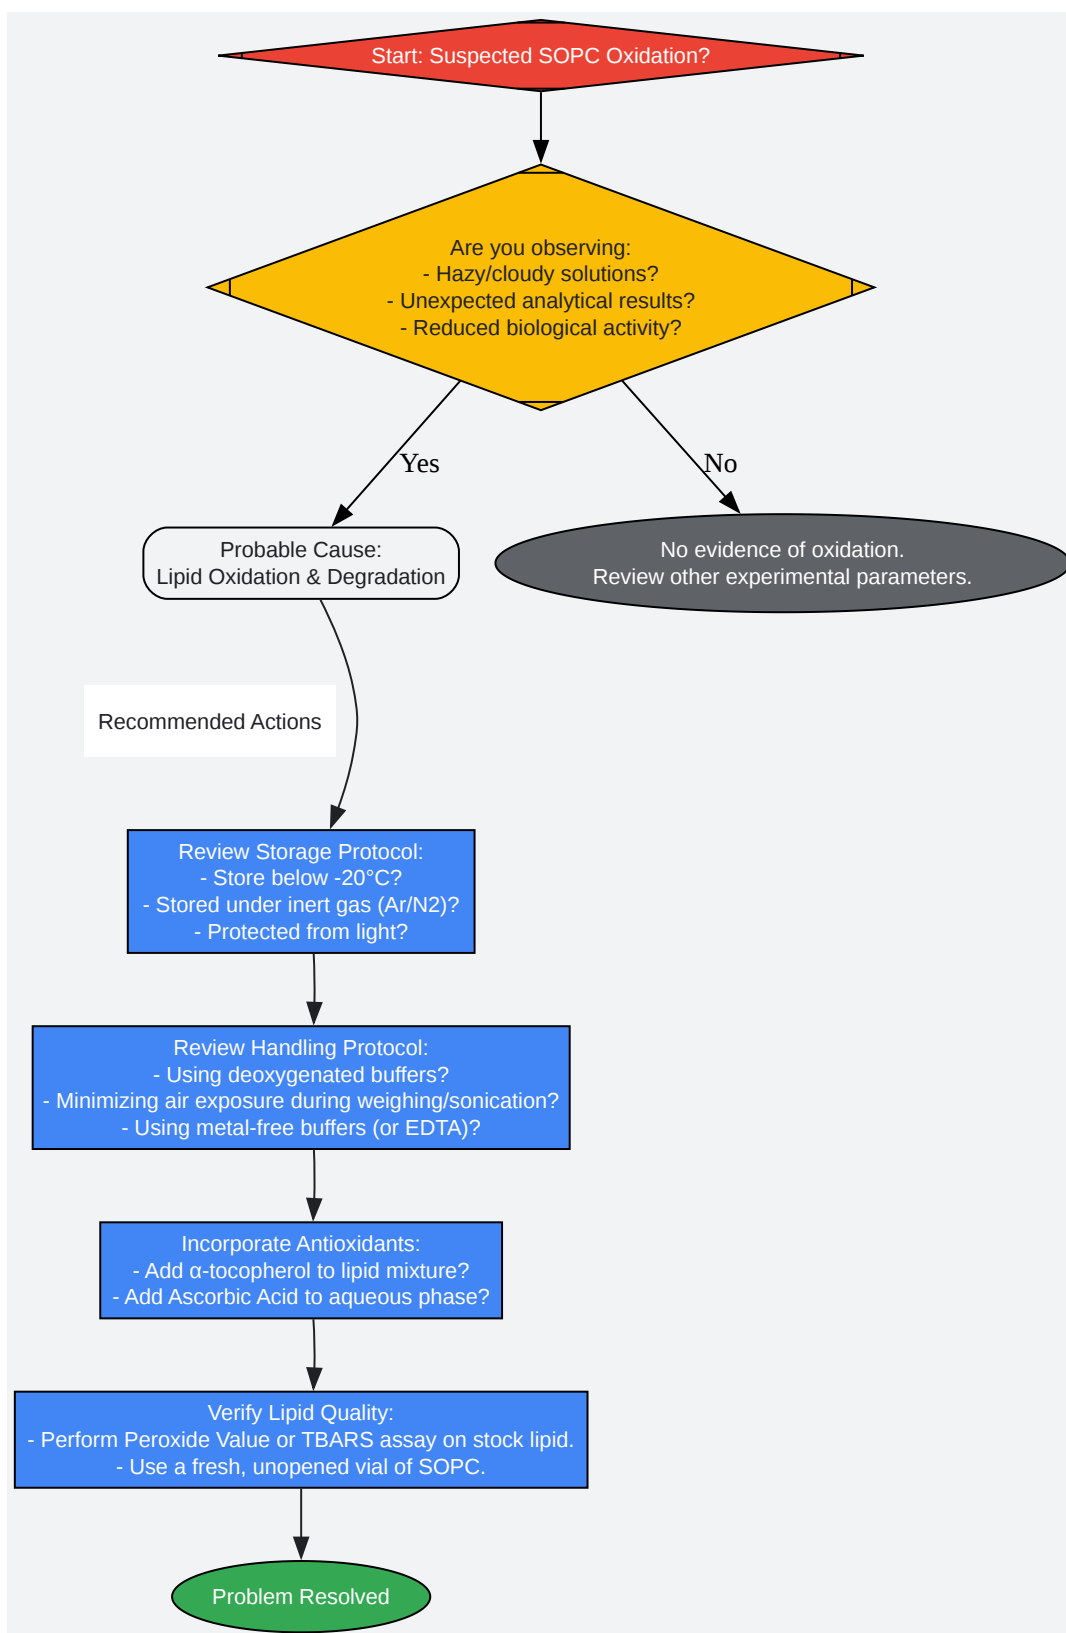 Start: Suspected SOPC Oxidation?
Are you observing:
- Hazy/cloudy solutions?
- Unexpected analytical results?
- Reduced biological activity?
Yes
No
Probable Cause:
Lipid Oxidation & Degradation
No evidence of oxidation.
Review other experimental parameters.
Recommended Actions
Review Storage Protocol:
- Store below -20°C?
- Stored under inert gas (Ar/N2)?
- Protected from light?
Review Handling Protocol:
- Using deoxygenated buffers?
- Minimizing air exposure during weighing/sonication?
- Using metal-free buffers (or EDTA)?
Incorporate Antioxidants:
- Add α-tocopherol to lipid mixture?
- Add Ascorbic Acid to aqueous phase?
Verify Lipid Quality:
- Perform Peroxide Value or TBARS assay on stock lipid.
- Use a fresh, unopened vial of SOPC.
Problem Resolved